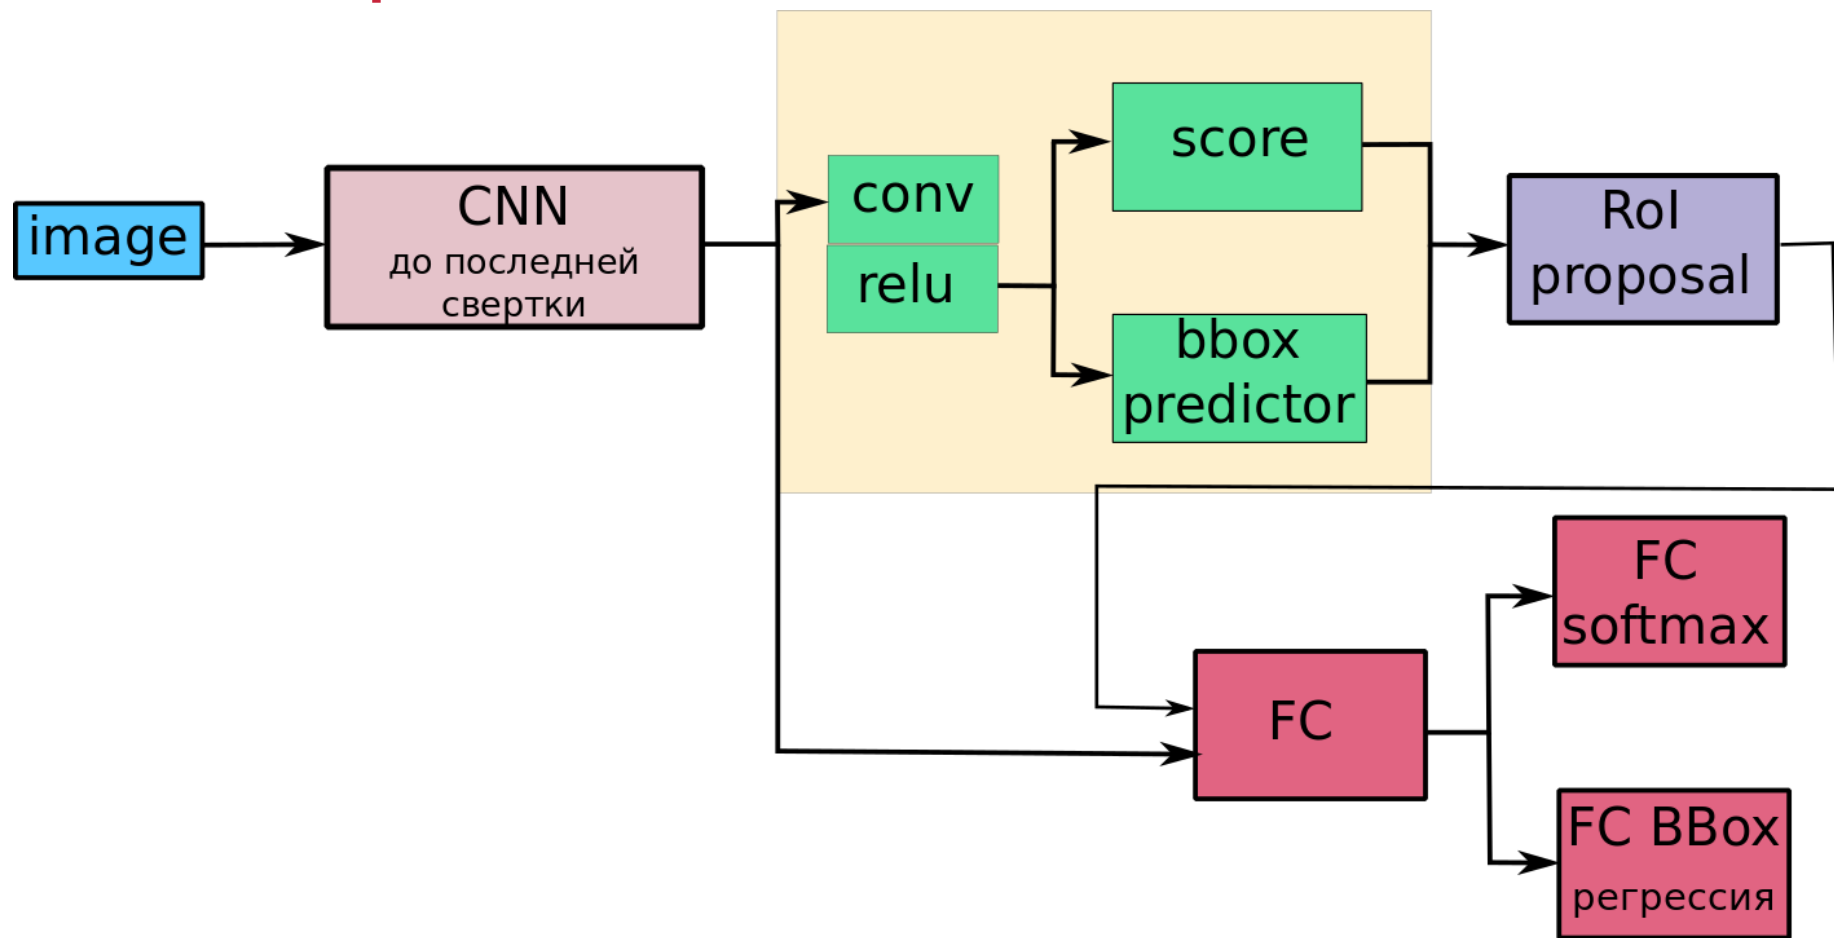 image
CNN
до последней
свертки
conv
relu
score
bbox
predictor
RoI
proposal
FC
FC
softmax
FC BBox
регрессия